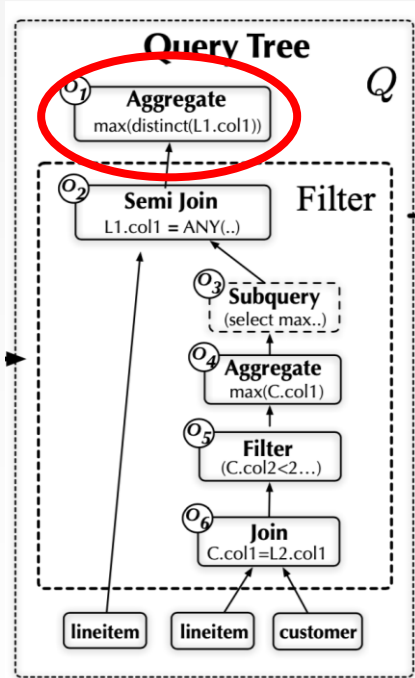 Query Tree
Q
O1
Aggregate
max(distinct(L1.col1))
O2
Semi Join
L1.col1 = ANY(..)
Filter
O3
Subquery
(select max..)
O4
Aggregate
max(C.col1)
O5
Filter
(C.col2<2...)
O6
Join
C.col1=L2.col1
lineitem
lineitem
customer